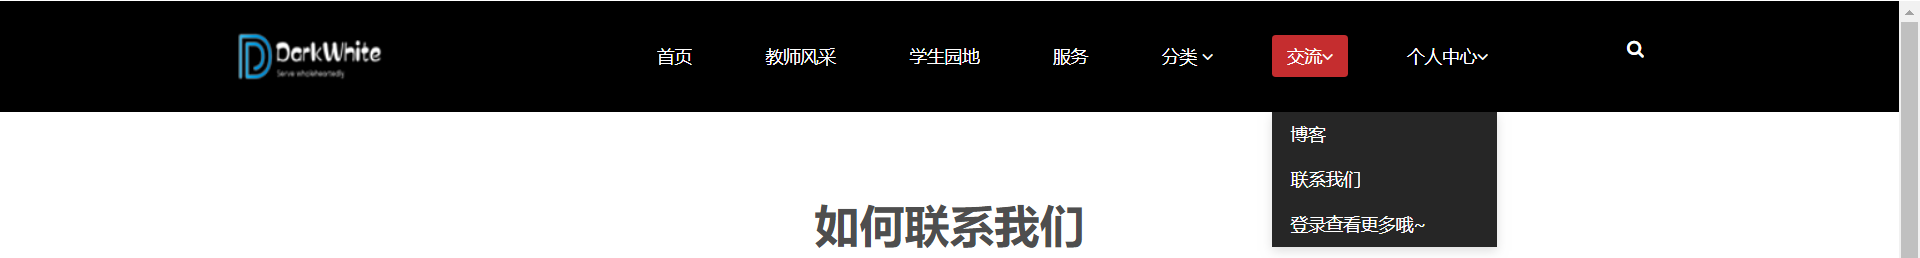 DarkWhite
Serve wholeheartedly
首页 教师风采 学生园地 服务 分类 交流 个人中心
博客
联系我们
登录查看更多哦~
如何联系我们